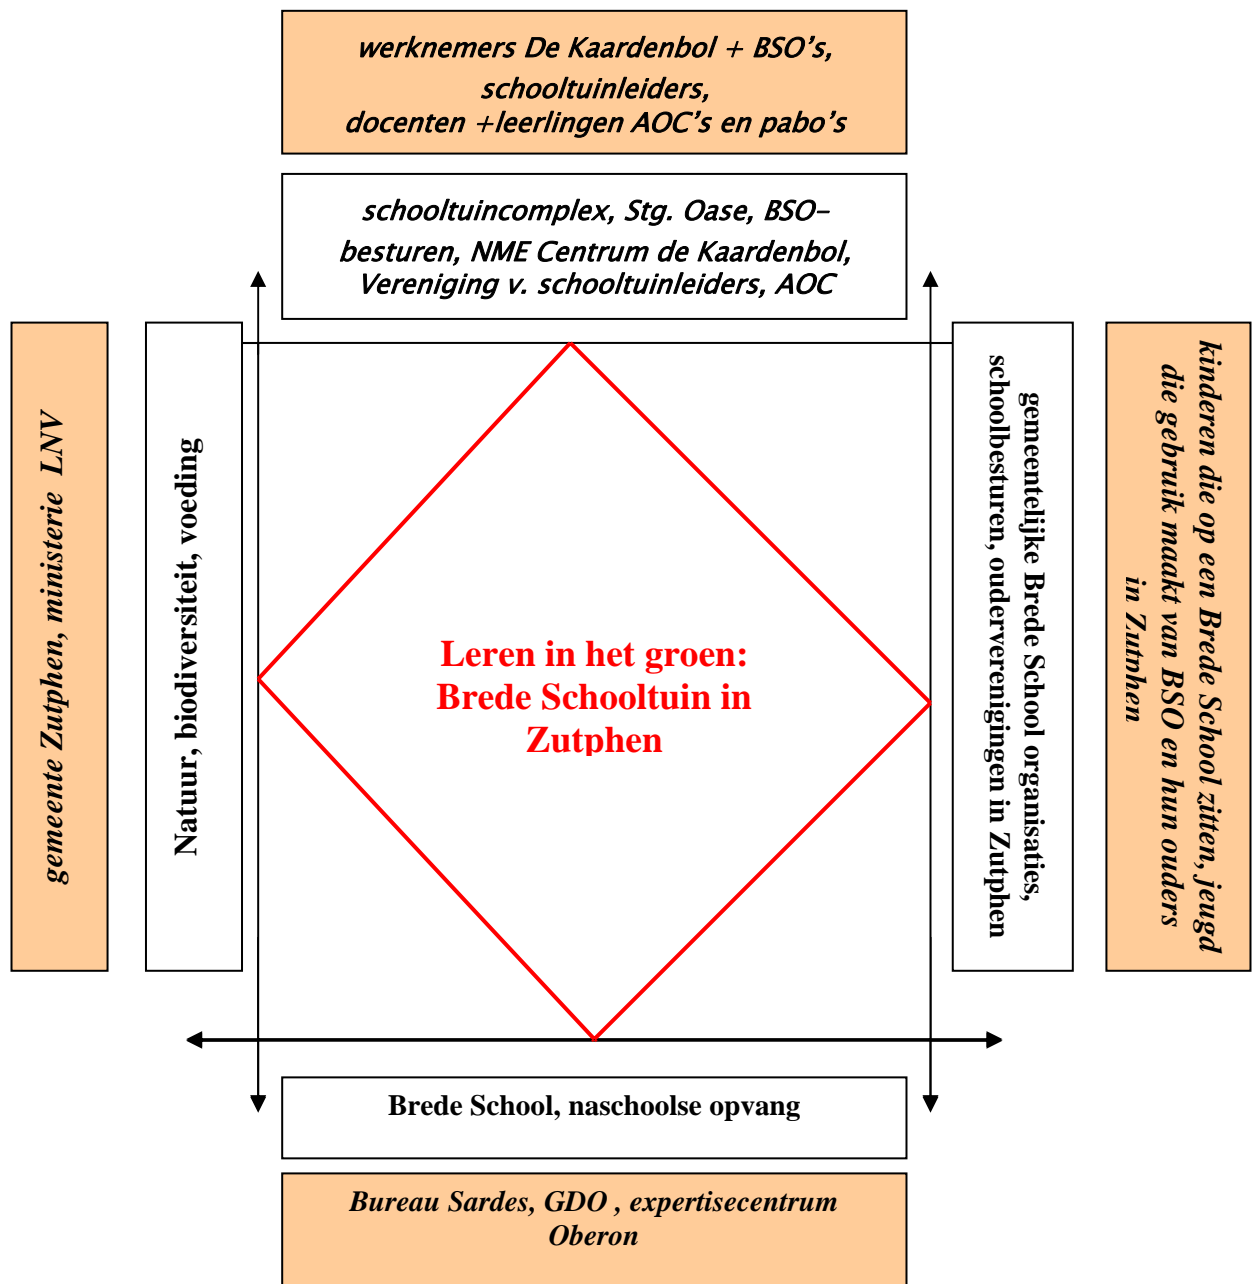 werknemers De Kaardenbol + BSO's,
schooltuinleiders,
docenten +leerlingen AOC's en pabo's
schooltuincomplex, Stg. Oase, BSO-
besturen, NME Centrum de Kaardenbol,
Vereniging v. schooltuinleiders, AOC
gemeente Zutphen, ministerie LNV
Natuur, biodiversiteit, voeding
Leren in het groen:
Brede Schooltuin in
Zutphen
gemeentelijke Brede School organisaties,
schoolbesturen, ouderverenigingen in Zutphen
kinderen die op een Brede School zitten, jeugd
die gebruik maakt van BSO en hun ouders
in Zutphen
Brede School, naschoolse opvang
Bureau Sardes, GDO , expertisecentrum
Oberon